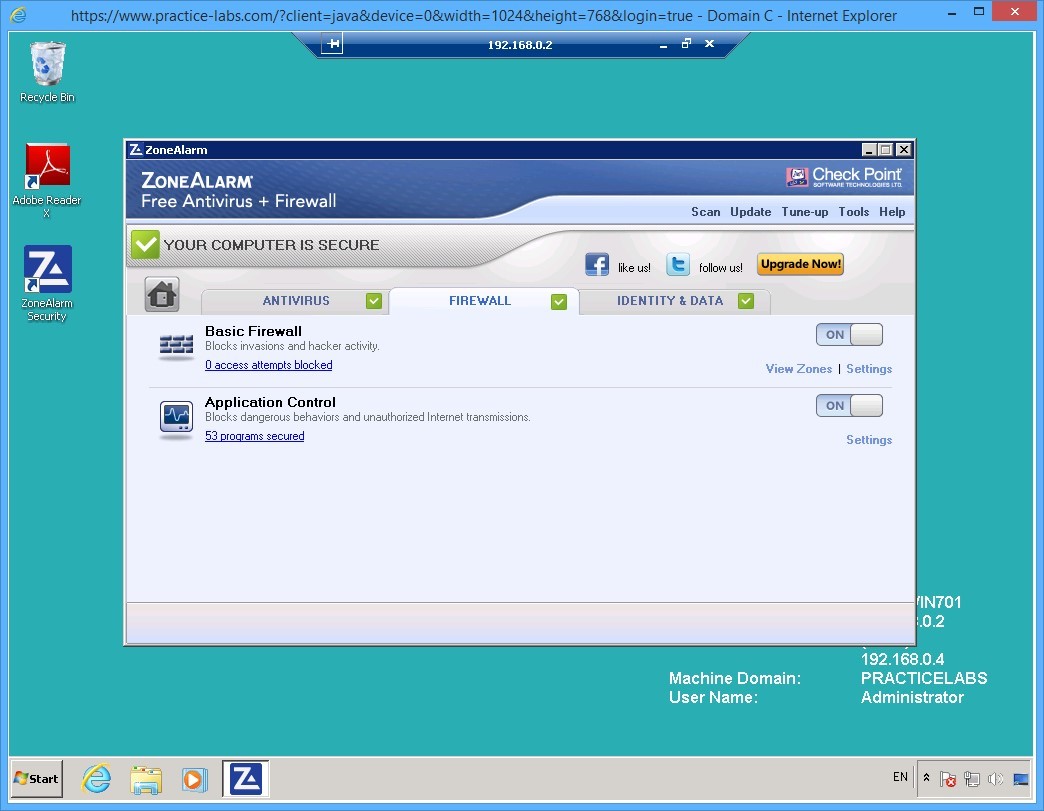 https://www.practice-labs.com/?client=java&device=0&width=1024&height=768&login=true - Domain C - Internet Explorer
192.168.0.2
Recycle Bin
Adobe Reader X
ZoneAlarm Security
ZoneAlarm
ZONEALARM
Free Antivirus + Firewall
Check Point
SOFTWARE TECHNOLOGIES LTD.
Scan Update Tune-up Tools Help
YOUR COMPUTER IS SECURE
like us! follow us! Upgrade Now!
ANTIVIRUS FIREWALL IDENTITY & DATA
Basic Firewall
Blocks invasions and hacker activity.
0 access attempts blocked
ON
View Zones | Settings
Application Control
Blocks dangerous behaviors and unauthorized Internet transmissions.
53 programs secured
ON
Settings
IN701
.0.2
192.168.0.4
Machine Domain: PRACTICELABS
User Name: Administrator
Start
EN